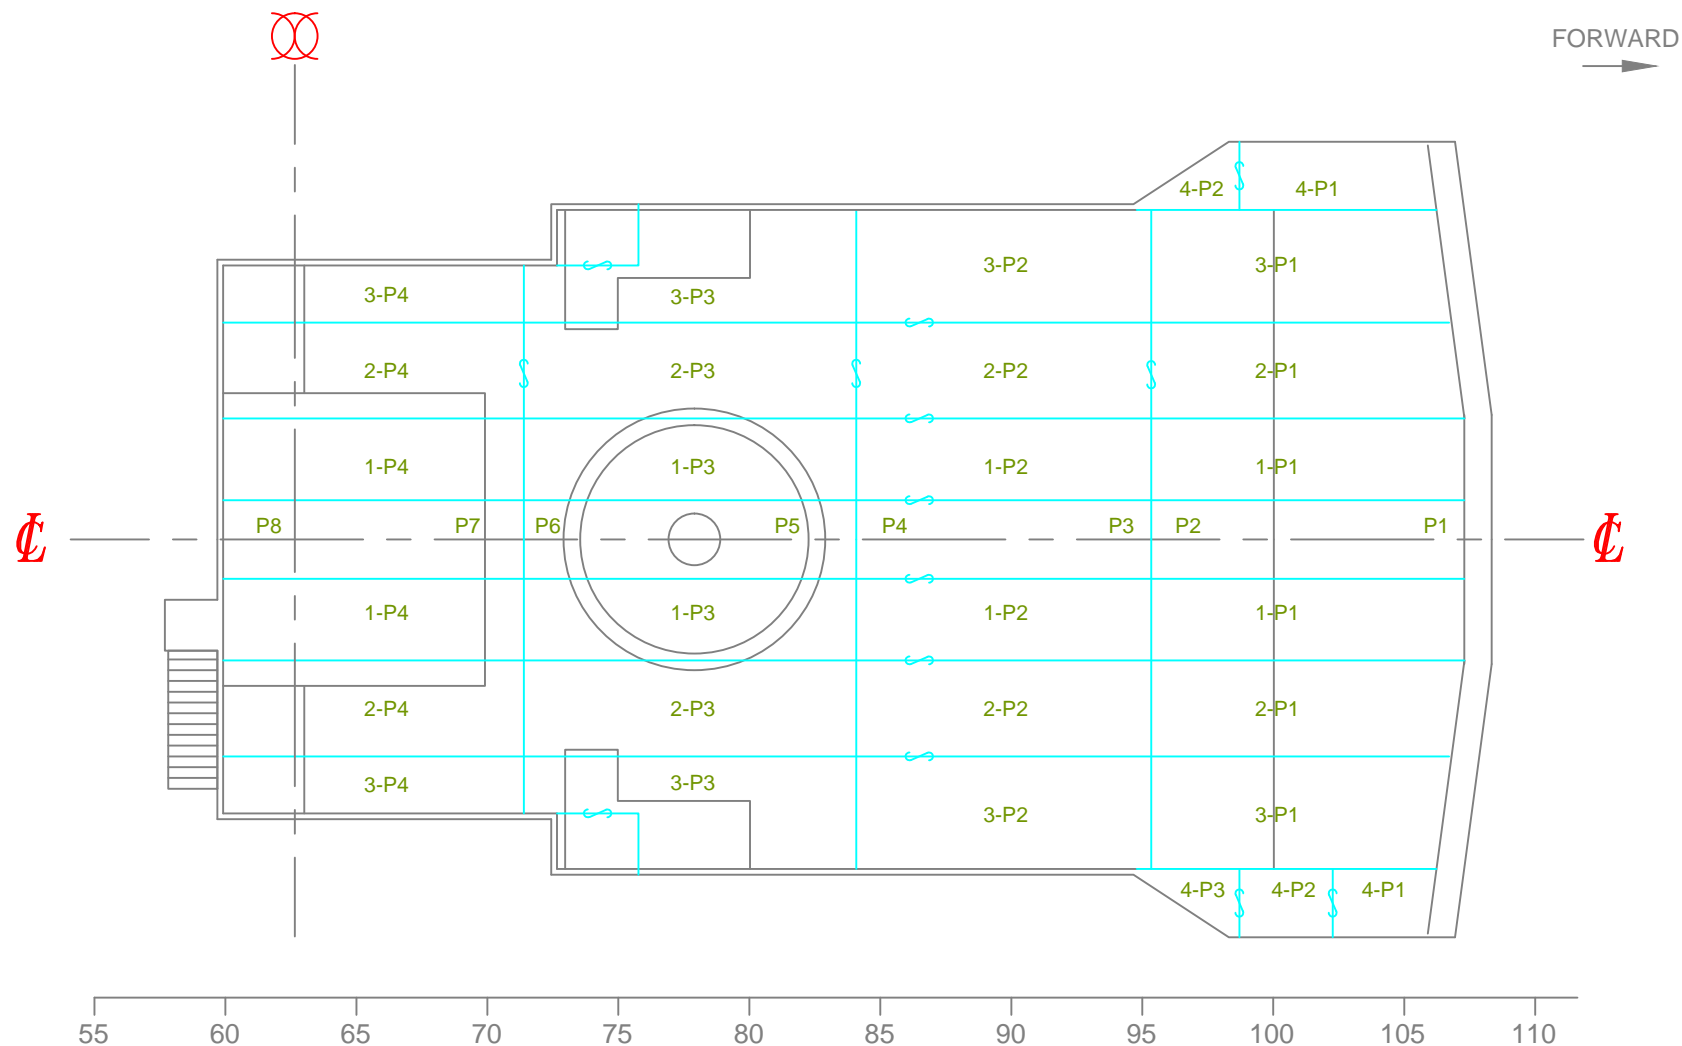 FORWARD
4-P2 4-P1
3-P2 3-P1
3-P4 3-P3
2-P4 2-P3 2-P2 2-P1
1-P4 1-P3 1-P2 1-P1
℄ P8 P7 P6 P5 P4 P3 P2 P1 ℄
1-P4 1-P3 1-P2 1-P1
2-P4 2-P3 2-P2 2-P1
3-P4 3-P3
3-P2 3-P1
4-P3 4-P2 4-P1
55 60 65 70 75 80 85 90 95 100 105 110